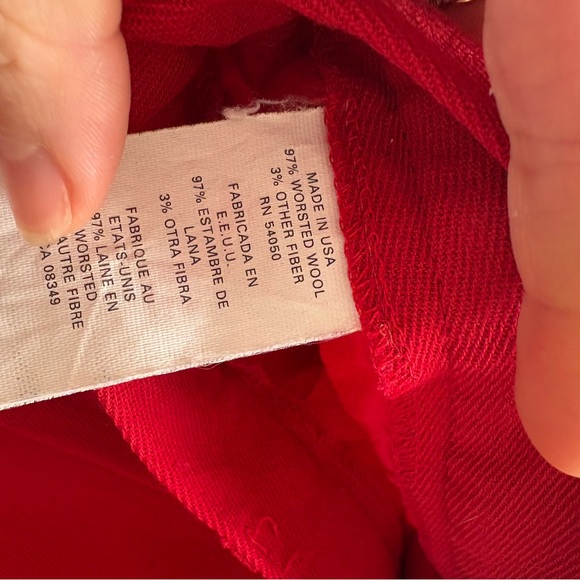 MADE IN USA
97% WORSTED WOOL
3% OTHER FIBER
RN 54050
FABRICADA EN
E.E.U.U.
97% ESTAMBRE DE
LANA
3% OTRA FIBRA
FABRIQUE AU
ETATS-UNIS
97% LAINE EN
WORSTED
AUTRE FIBRE
CA 08349